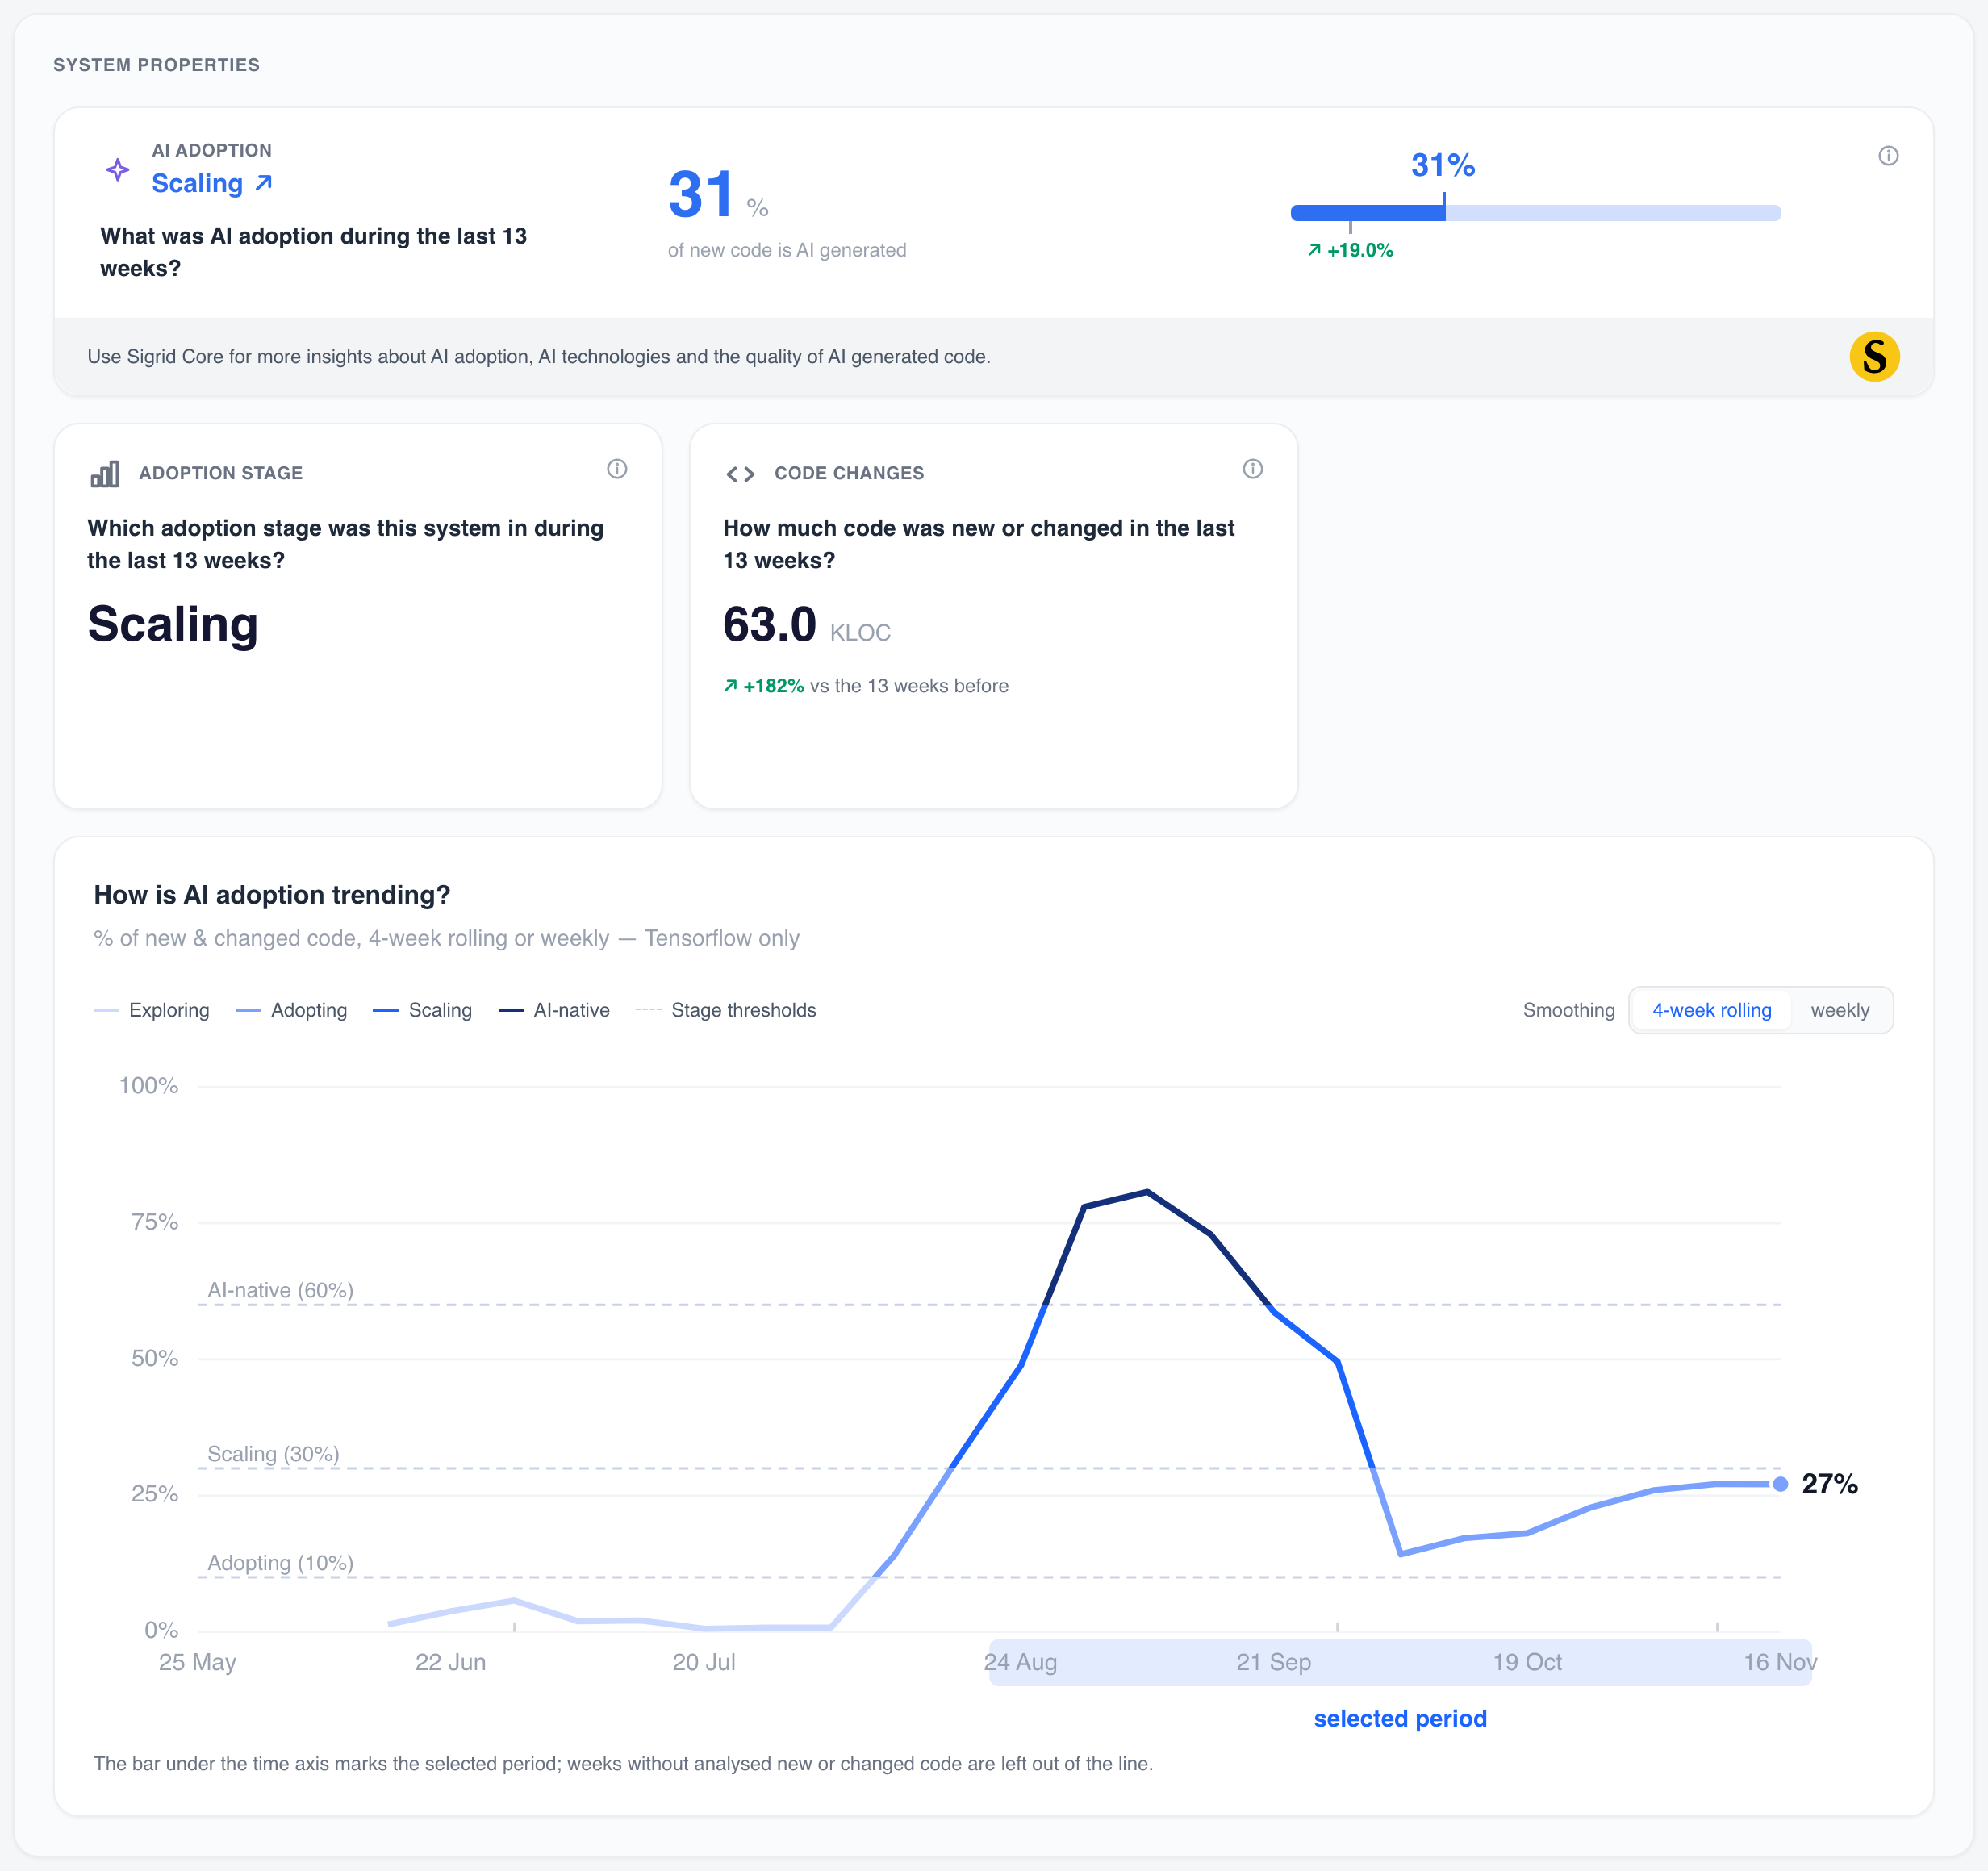 SYSTEM PROPERTIES
AI ADOPTION
Scaling ↗
What was AI adoption during the last 13
weeks?
31 %
of new code is AI generated
31%
↗ +19.0%
Use Sigrid Core for more insights about AI adoption, AI technologies and the quality of AI generated code.
S
ADOPTION STAGE
Which adoption stage was this system in during
the last 13 weeks?
Scaling
CODE CHANGES
How much code was new or changed in the last
13 weeks?
63.0 KLOC
↗ +182% vs the 13 weeks before
How is AI adoption trending?
% of new & changed code, 4-week rolling or weekly — Tensorflow only
Exploring Adopting Scaling AI-native Stage thresholds
Smoothing 4-week rolling weekly
100%
75%
AI-native (60%)
50%
Scaling (30%)
25%
27%
Adopting (10%)
0%
25 May 22 Jun 20 Jul 24 Aug 21 Sep 19 Oct 16 Nov
selected period
The bar under the time axis marks the selected period; weeks without analysed new or changed code are left out of the line.